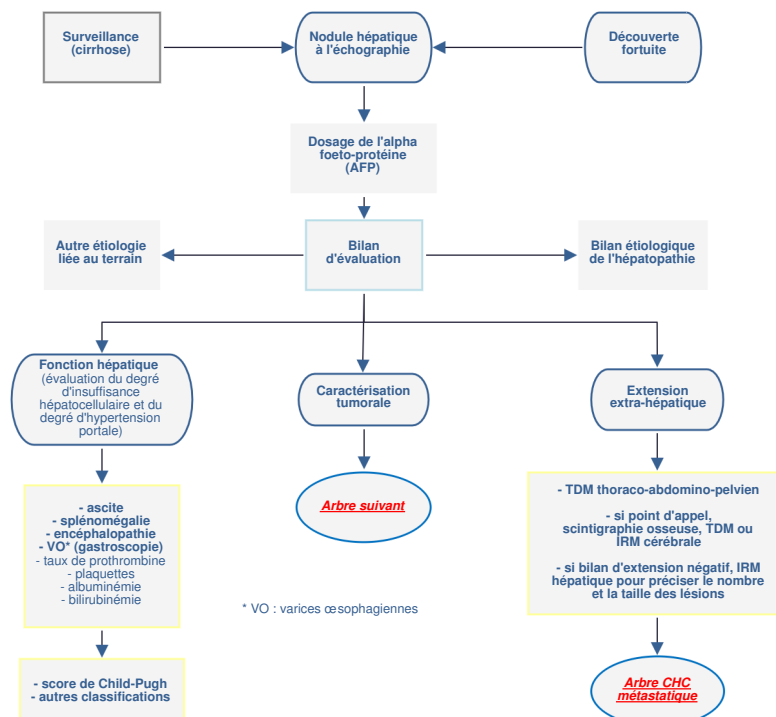 Surveillance
(cirrhose)
Nodule hépatique
à l'échographie
Découverte
fortuite
Dosage de l'alpha
foeto-protéine
(AFP)
Autre étiologie
liée au terrain
Bilan
d'évaluation
Bilan étiologique
de l'hépatopathie
Fonction hépatique
(évaluation du degré
d'insuffisance
hépatocellulaire et du
degré d'hypertension
portale)
Caractérisation
tumorale
Extension
extra-hépatique
- ascite
- splénomégalie
- encéphalopathie
- VO* (gastroscopie)
- taux de prothrombine
- plaquettes
- albuminémie
- bilirubinémie
Arbre suivant
- TDM thoraco-abdomino-pelvien
- si point d'appel,
scintigraphie osseuse, TDM ou
IRM cérébrale
- si bilan d'extension négatif, IRM
hépatique pour préciser le nombre
et la taille des lésions
* VO : varices œsophagiennes
- score de Child-Pugh
- autres classifications
Arbre CHC
métastatique